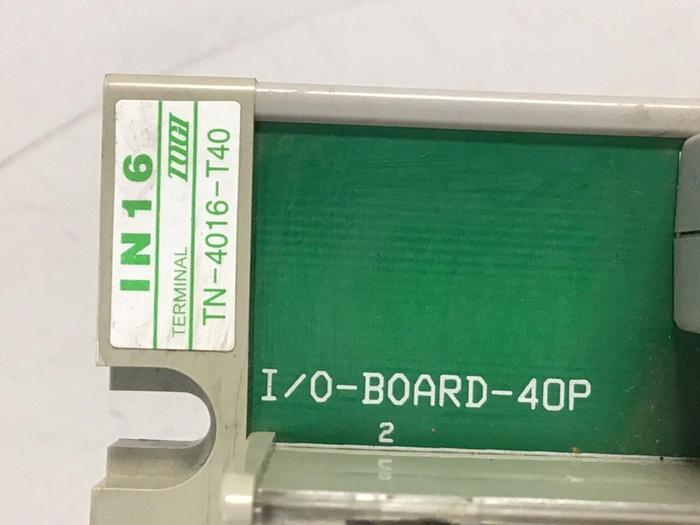 IN16
TERMINAL TOGI
TN-4016-T40
I/O-BOARD-40P
2